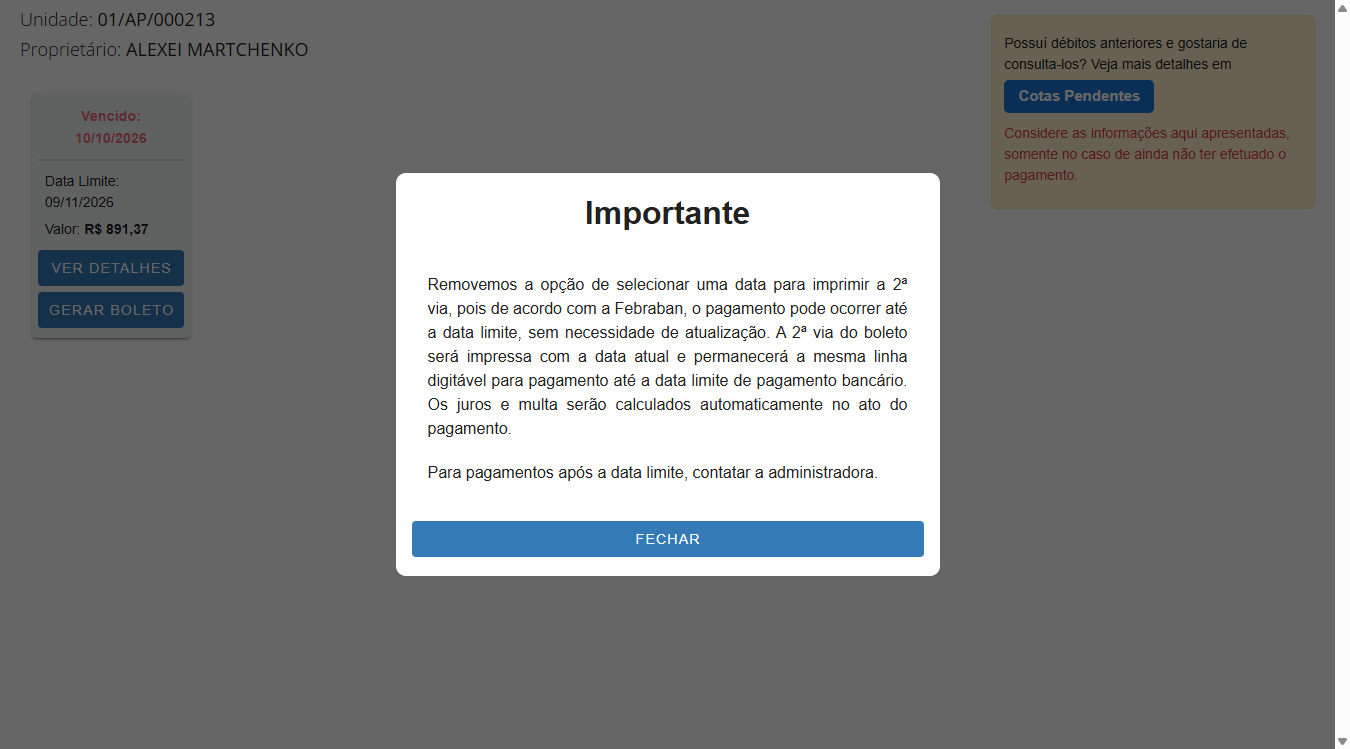 Unidade: 01/AP/000213
Proprietário: ALEXEI MARTCHENKO
Vencido:
10/10/2026
Data Limite:
09/11/2026
Valor: R$ 891,37
VER DETALHES
GERAR BOLETO
Possuí débitos anteriores e gostaria de
consulta-los? Veja mais detalhes em
Cotas Pendentes
Considere as informações aqui apresentadas,
somente no caso de ainda não ter efetuado o
pagamento.
Importante
Removemos a opção de selecionar uma data para imprimir a 2ª
via, pois de acordo com a Febraban, o pagamento pode ocorrer até
a data limite, sem necessidade de atualização. A 2ª via do boleto
será impressa com a data atual e permanecerá a mesma linha
digitável para pagamento até a data limite de pagamento bancário.
Os juros e multa serão calculados automaticamente no ato do
pagamento.
Para pagamentos após a data limite, contatar a administradora.
FECHAR